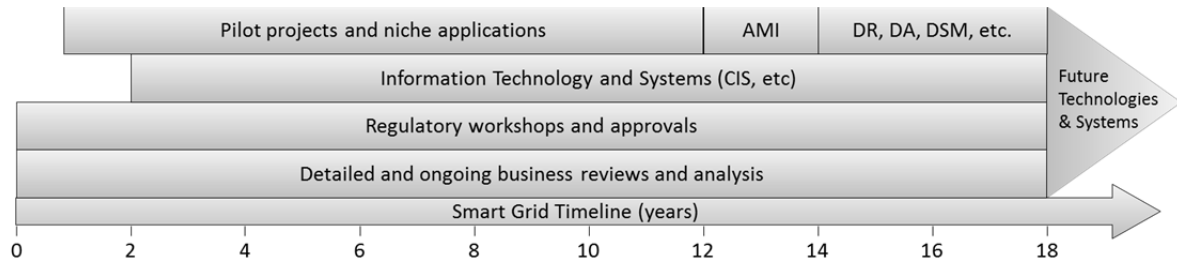 Pilot projects and niche applications
AMI
DR, DA, DSM, etc.
Information Technology and Systems (CIS, etc)
Future
Technologies
& Systems
Regulatory workshops and approvals
Detailed and ongoing business reviews and analysis
Smart Grid Timeline (years)
0 2 4 6 8 10 12 14 16 18